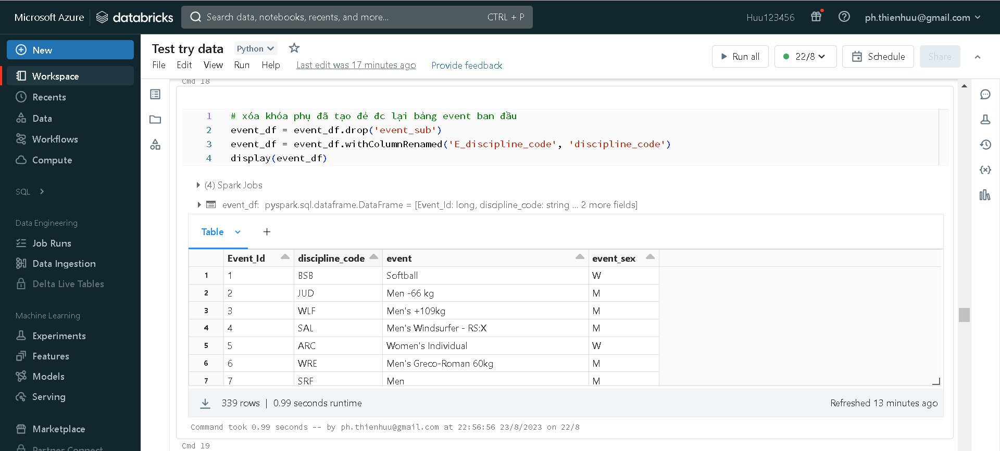 Microsoft Azure databricks Search data, notebooks, recents, and more... CTRL + P Huu123456 ph.thienhuu@gmail.com
New
Workspace
Recents
Data
Workflows
Compute
SQL
Data Engineering
Job Runs
Data Ingestion
Delta Live Tables
Machine Learning
Experiments
Features
Models
Serving
Marketplace
Partner Connect
Test try data Python
File Edit View Run Help Last edit was 17 minutes ago Provide feedback
Run all 22/8 Schedule Share
Cmd 18
1 # xóa khóa phụ đã tạo đẻ đc lại bảng event ban đầu
2 event_df = event_df.drop('event_sub')
3 event_df = event_df.withColumnRenamed('E_discipline_code', 'discipline_code')
4 display(event_df)
(4) Spark Jobs
event_df: pyspark.sql.dataframe.DataFrame = [Event_Id: long, discipline_code: string ... 2 more fields]
Table +
Event_Id discipline_code event event_sex
1 1 BSB Softball W
2 2 JUD Men -66 kg M
3 3 WLF Men's +109kg M
4 4 SAL Men's Windsurfer - RS:X M
5 5 ARC Women's Individual W
6 6 WRE Men's Greco-Roman 60kg M
7 7 SRF Men M
339 rows | 0.99 seconds runtime Refreshed 13 minutes ago
Command took 0.99 seconds -- by ph.thienhuu@gmail.com at 22:56:56 23/8/2023 on 22/8
Cmd 19